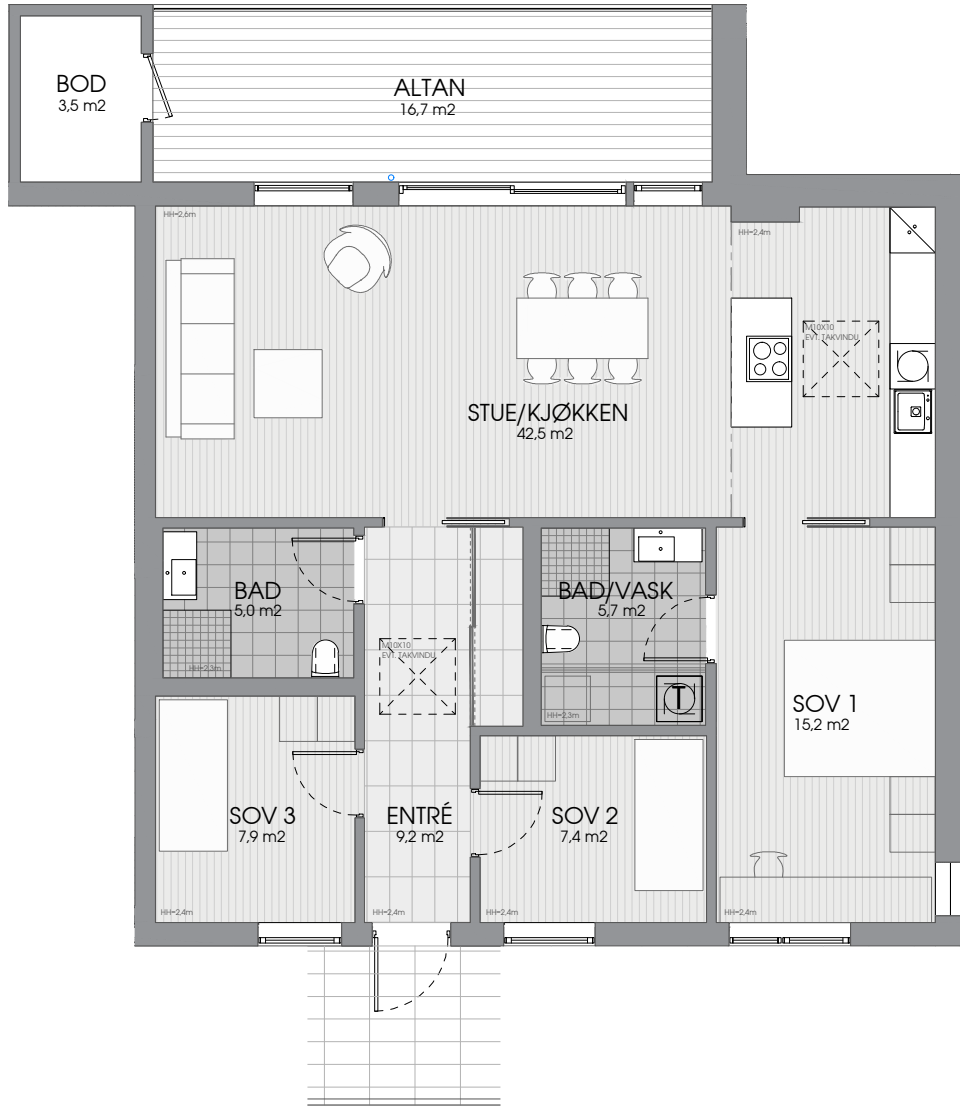 BOD
3,5 m2
ALTAN
16,7 m2
HH=2,6m
HH=2,4m
M10X10
EVT. TAKVINDU
STUE/KJØKKEN
42,5 m2
BAD
5,0 m2
HH=2,3m
M10X10
EVT. TAKVINDU
BAD/VASK
5,7 m2
T
HH=2,3m
SOV 1
15,2 m2
SOV 3
7,9 m2
ENTRÉ
9,2 m2
SOV 2
7,4 m2
HH=2,4m
HH=2,4m
HH=2,4m
HH=2,4m